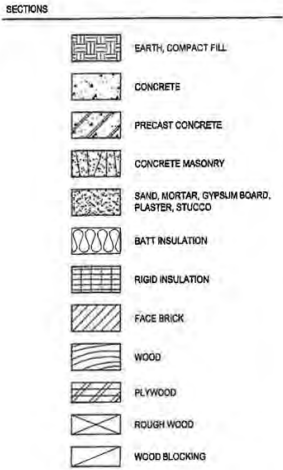 SECTIONS
EARTH, COMPACT FILL
CONCRETE
PRECAST CONCRETE
CONCRETE MASONRY
SAND, MORTAR, GYPSUM BOARD,
PLASTER, STUCCO
BATT INSULATION
RIGID INSULATION
FACE BRICK
WOOD
PLYWOOD
ROUGH WOOD
WOOD BLOCKING